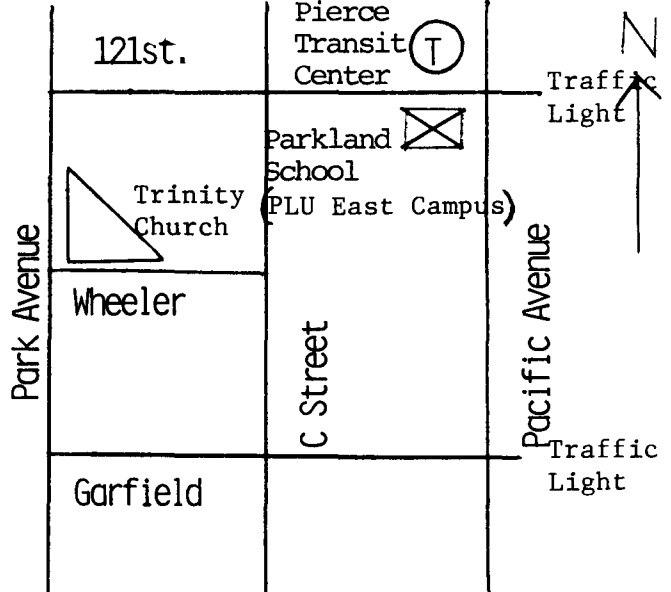 Pierce
Transit
Center
T
121st.
N
Traffic
Light
Parkland
School
(PLU East Campus)
Trinity
Church
Wheeler
Park Avenue
C Street
Pacific Avenue
Traffic
Light
Garfield